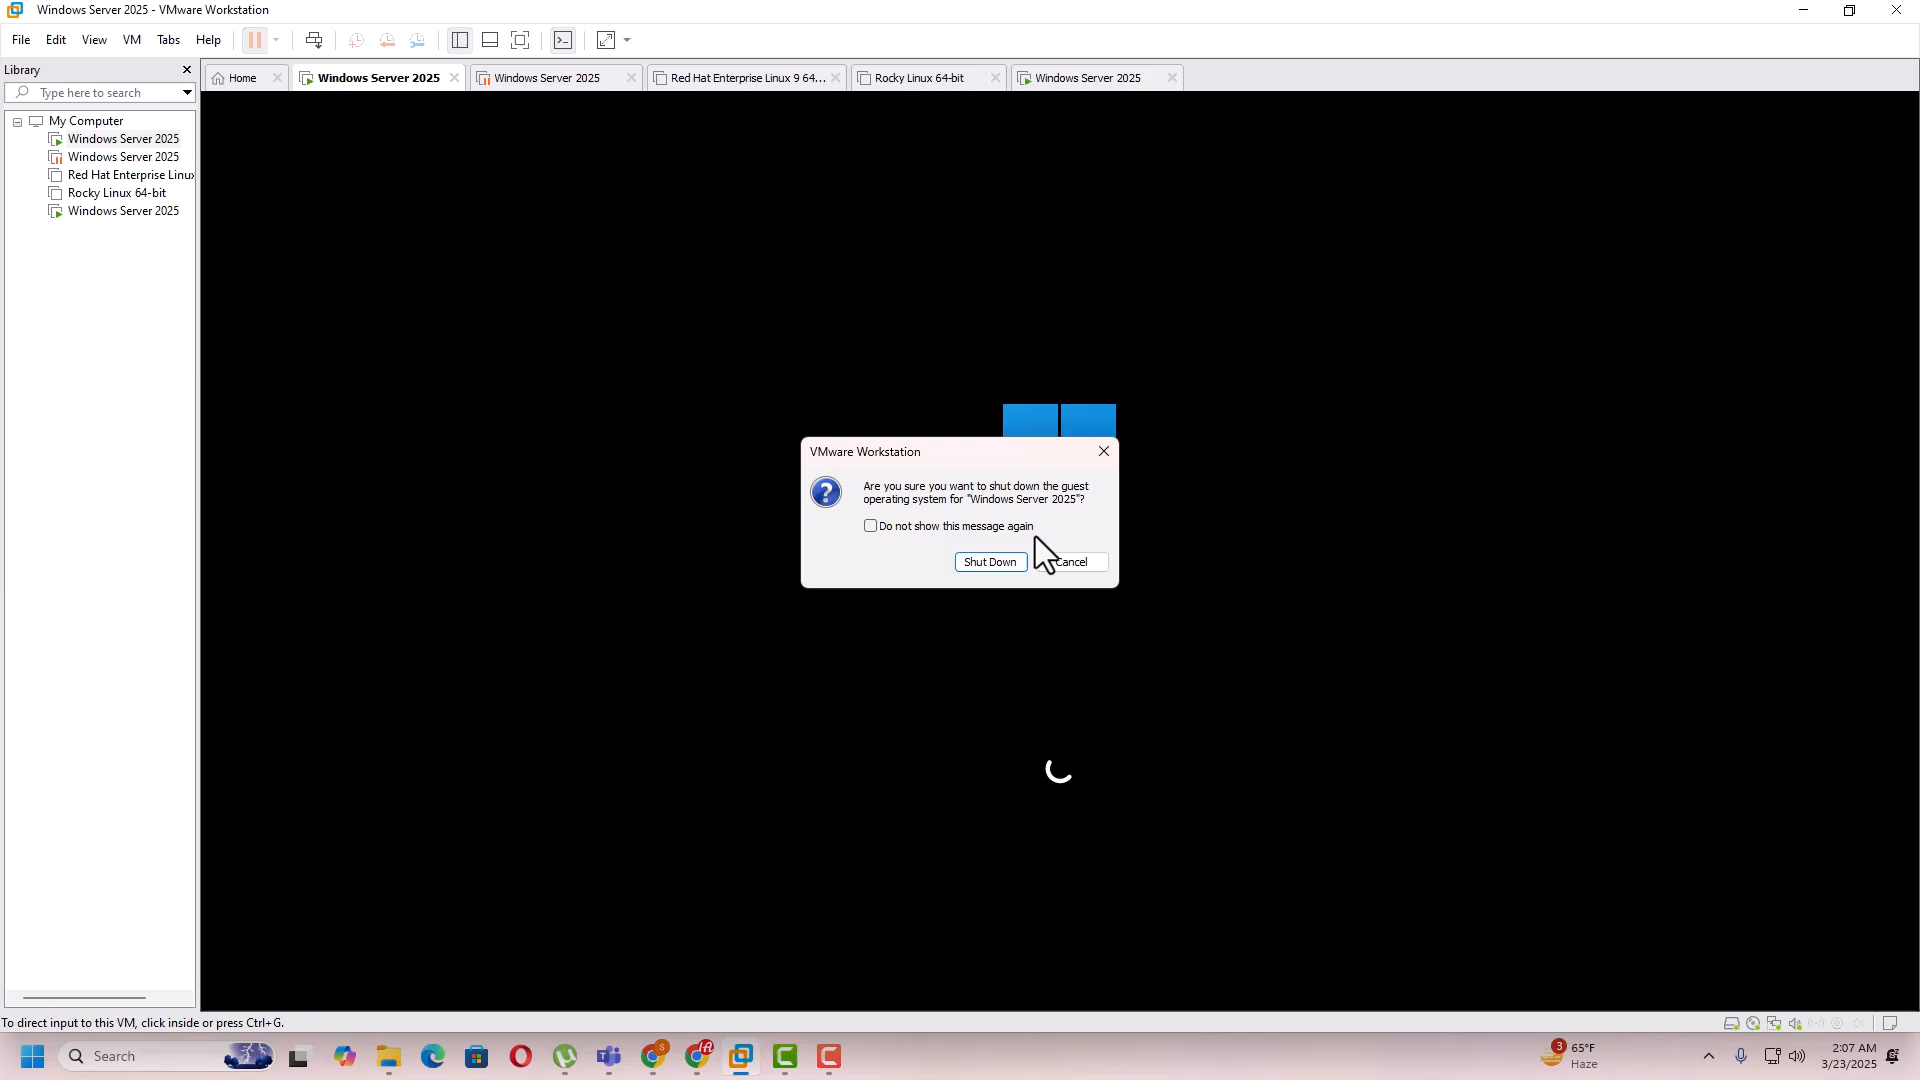 Windows Server 2025 - VMware Workstation
File Edit View VM Tabs Help
Library
Type here to search
Home
Windows Server 2025
Windows Server 2025
Red Hat Enterprise Linux 9 64...
Rocky Linux 64-bit
Windows Server 2025
My Computer
Windows Server 2025
Windows Server 2025
Red Hat Enterprise Linux
Rocky Linux 64-bit
Windows Server 2025
VMware Workstation
Are you sure you want to shut down the guest
operating system for "Windows Server 2025"?
Do not show this message again
Shut Down
Cancel
To direct input to this VM, click inside or press Ctrl+G.
Search
3
65°F
Haze
2:07 AM
3/23/2025